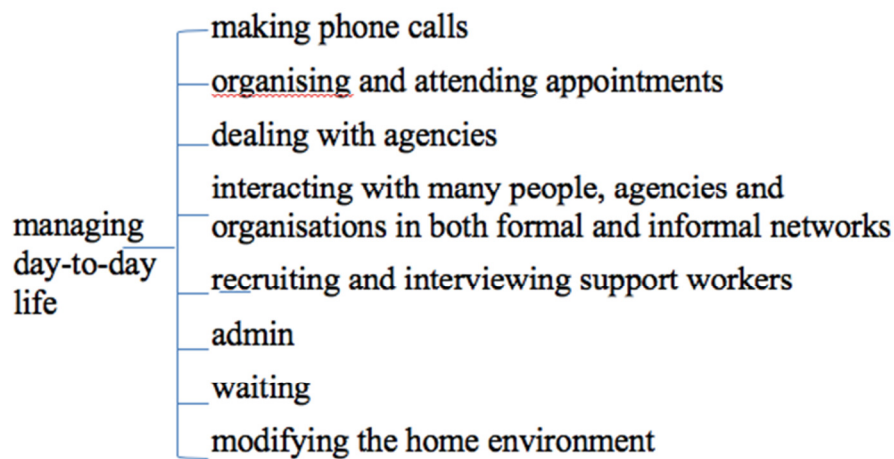 making phone calls
organising and attending appointments
dealing with agencies
interacting with many people, agencies and
organisations in both formal and informal networks
managing
day-to-day
life
recruiting and interviewing support workers
admin
waiting
modifying the home environment